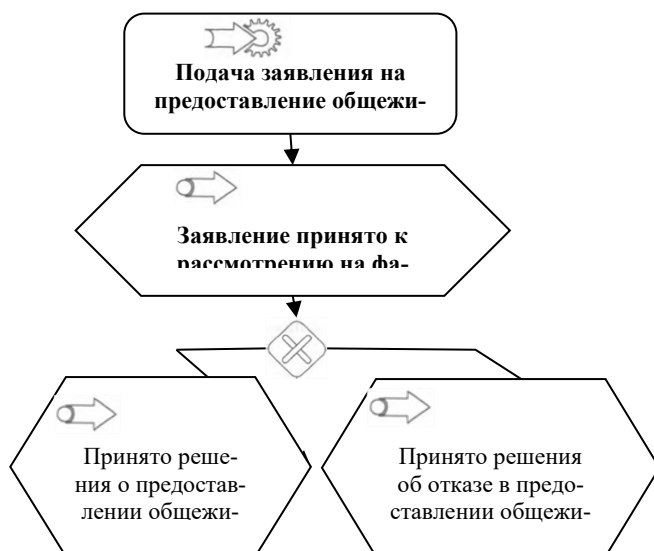 Подача заявления на
предоставление общежи-
Заявление принято к
рассмотрению на фа-
Принято реше-
ния о предостав-
лении общежи-
Принято решения
об отказе в предо-
ставлении общежи-